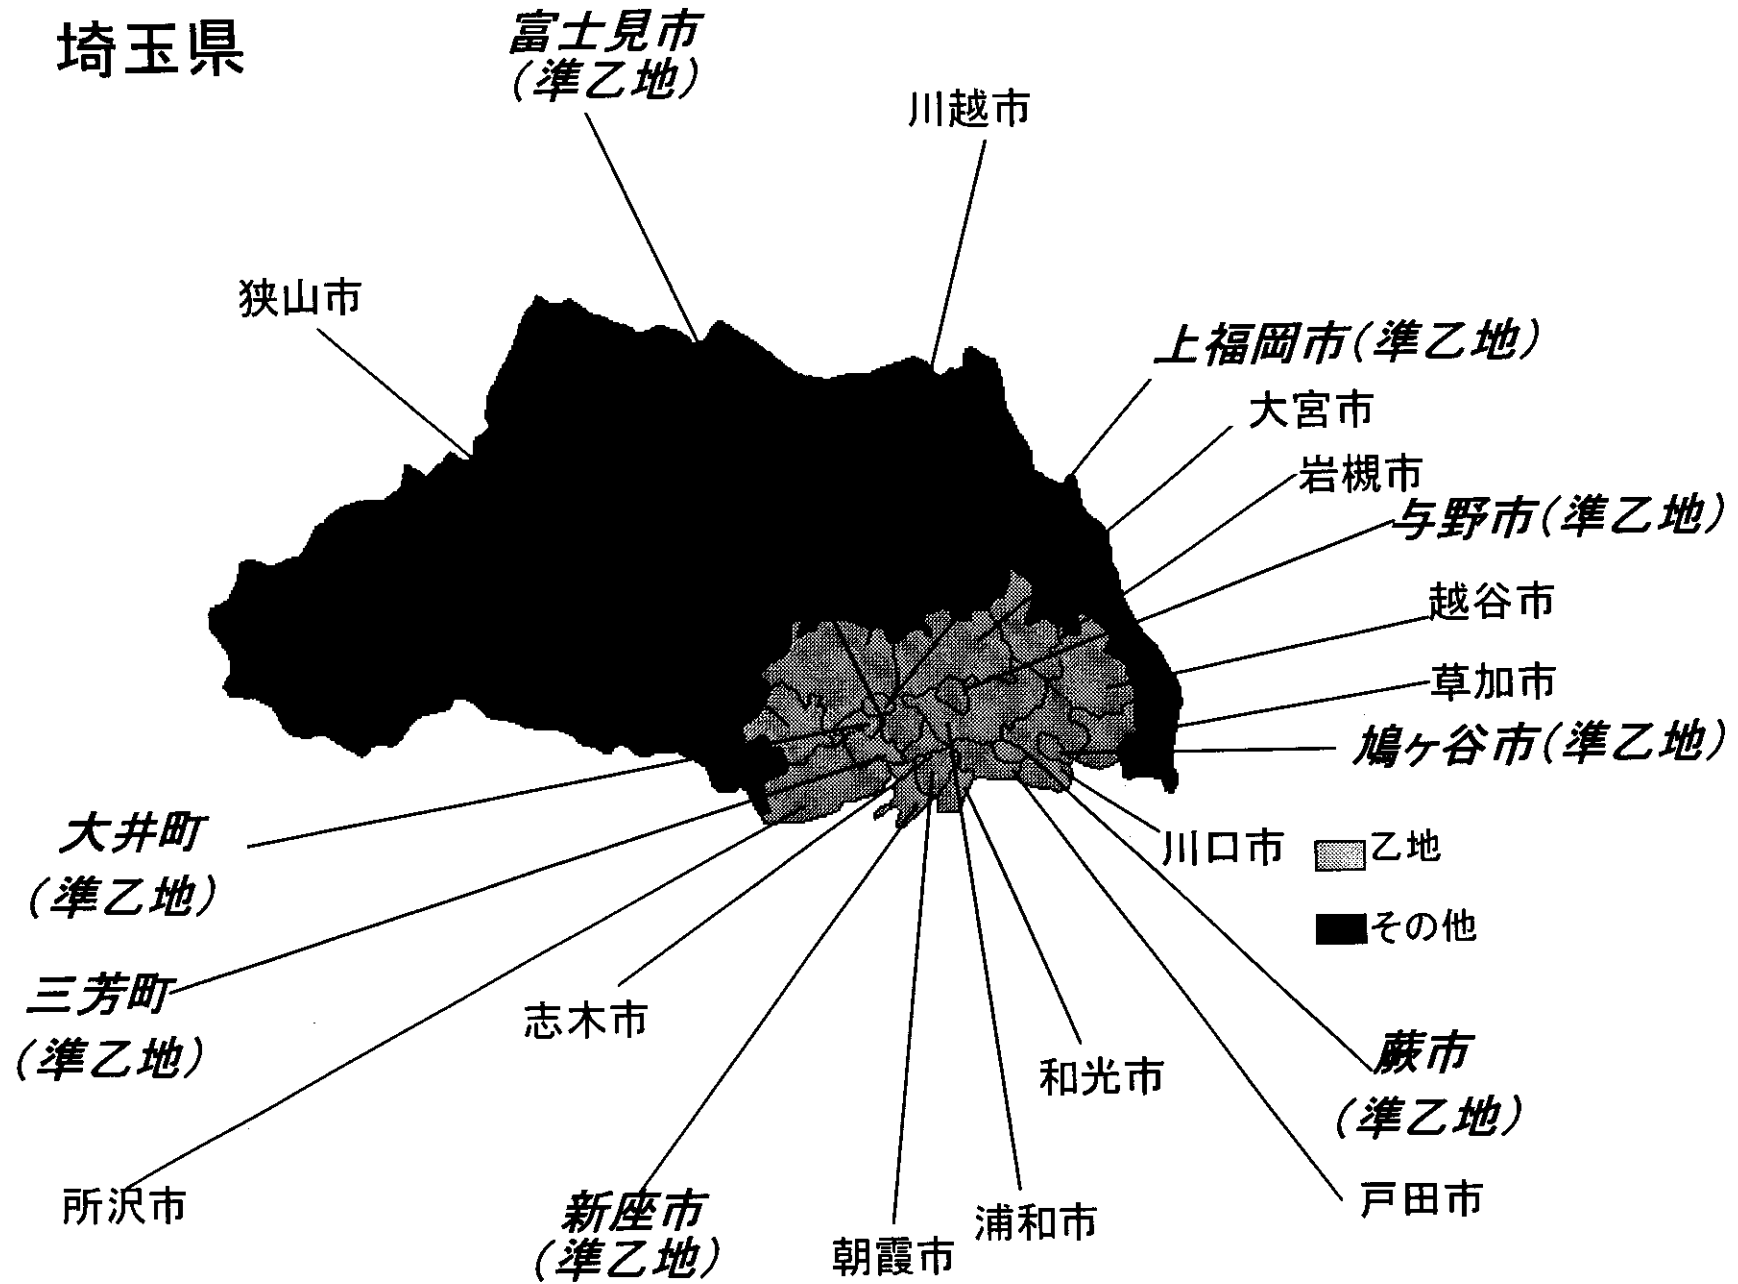 埼玉県
富士見市
(準乙地)
川越市
狭山市
上福岡市(準乙地)
大宮市
岩槻市
与野市(準乙地)
越谷市
草加市
鳩ヶ谷市(準乙地)
大井町
(準乙地)
川口市
乙地
その他
三芳町
(準乙地)
志木市
和光市
蕨市
(準乙地)
所沢市
新座市
(準乙地)
朝霞市
浦和市
戸田市